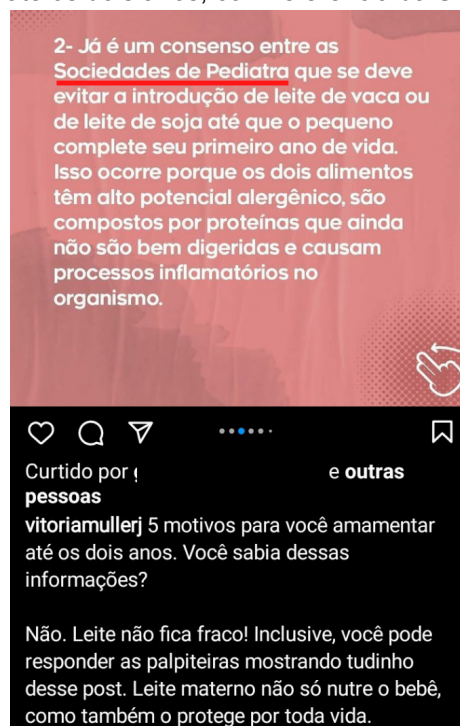 2- Já é um consenso entre as
Sociedades de Pediatra que se deve
evitar a introdução de leite de vaca ou
de leite de soja até que o pequeno
complete seu primeiro ano de vida.
Isso ocorre porque os dois alimentos
têm alto potencial alergênico, são
compostos por proteínas que ainda
não são bem digeridas e causam
processos inflamatórios no
organismo.
Curtido por e outras
pessoas
vitoriamullerj 5 motivos para você amamentar
até os dois anos. Você sabia dessas
informações?
Não. Leite não fica fraco! Inclusive, você pode
responder as palpiteiras mostrando tudinho
desse post. Leite materno não só nutre o bebê,
como também o protege por toda vida.